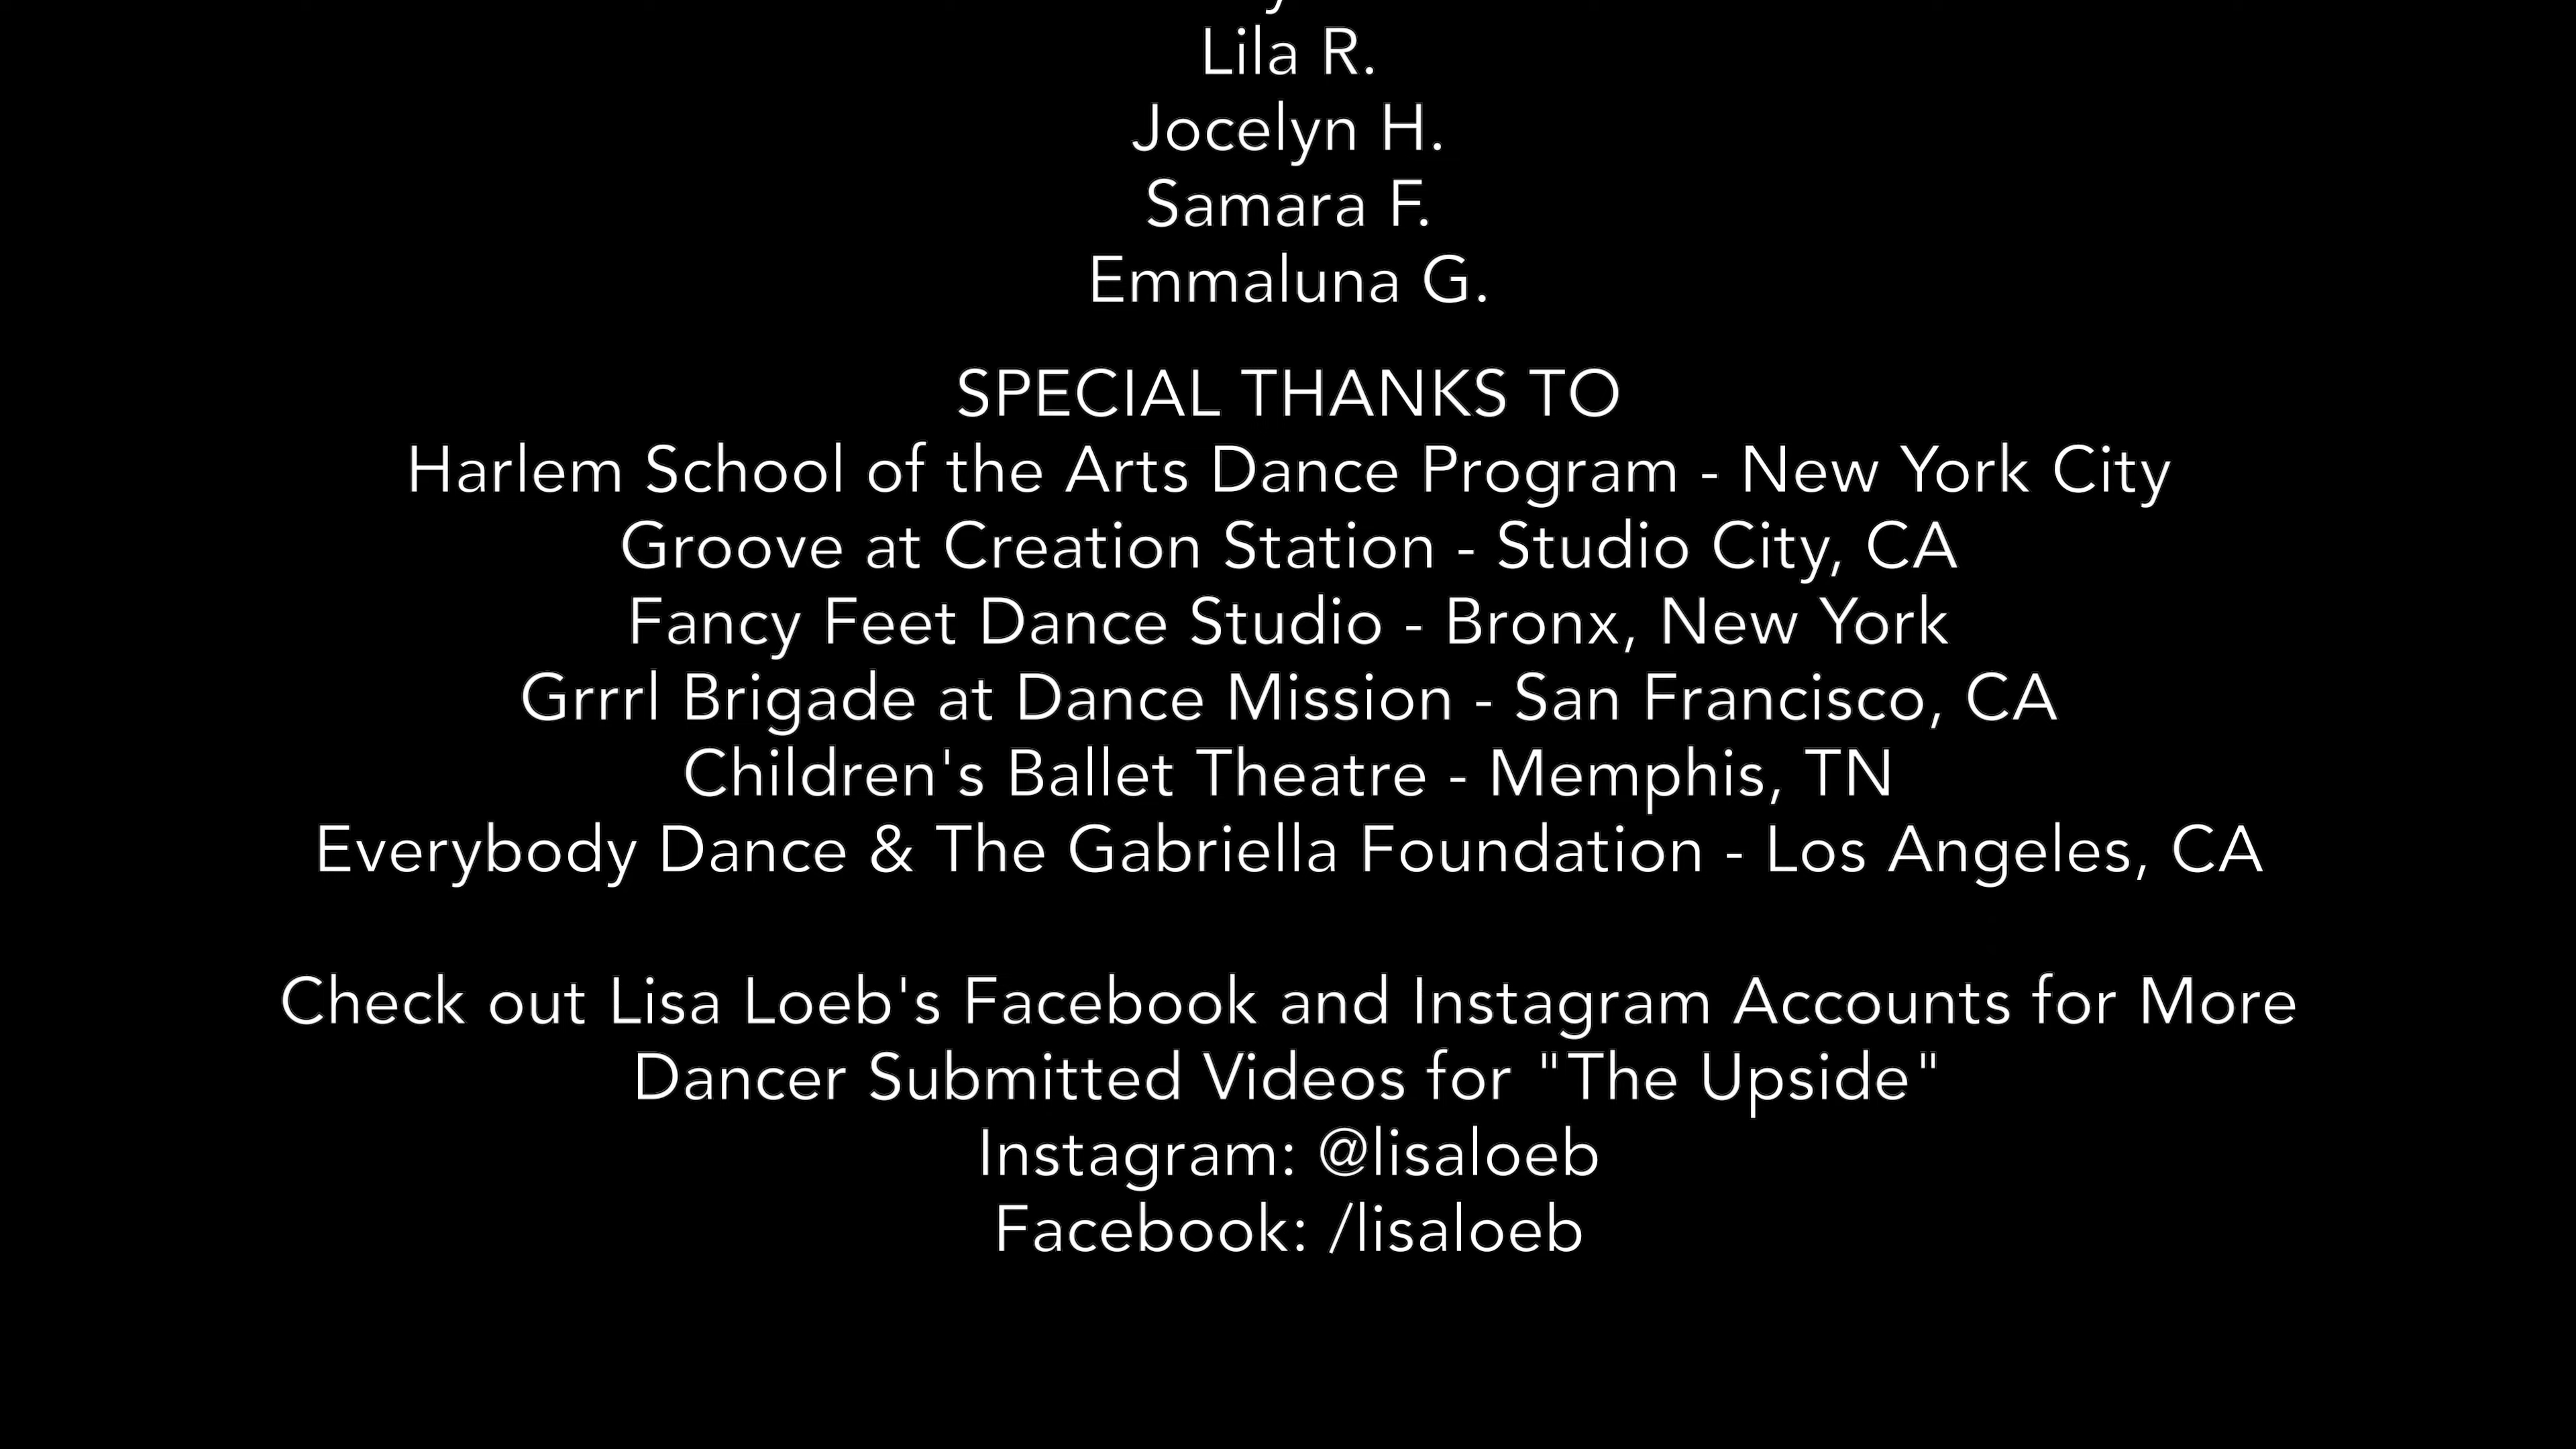 Lila R.
Jocelyn H.
Samara F.
Emmaluna G.
SPECIAL THANKS TO
Harlem School of the Arts Dance Program - New York City
Groove at Creation Station - Studio City, CA
Fancy Feet Dance Studio - Bronx, New York
Grrrl Brigade at Dance Mission - San Francisco, CA
Children's Ballet Theatre - Memphis, TN
Everybody Dance & The Gabriella Foundation - Los Angeles, CA
Check out Lisa Loeb's Facebook and Instagram Accounts for More
Dancer Submitted Videos for "The Upside"
Instagram: @lisaloeb
Facebook: /lisaloeb